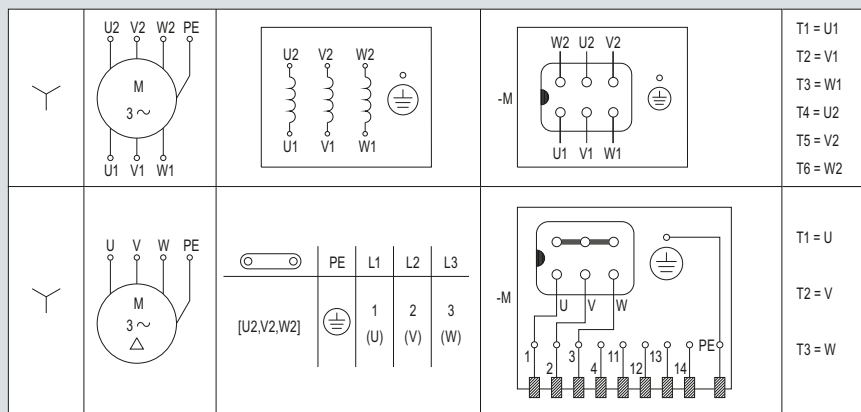 U2 V2 W2 PE
M
3～
U1 V1 W1
U2 V2 W2
U1 V1 W1
W2 U2 V2
-M
U1 V1 W1
T1 = U1
T2 = V1
T3 = W1
T4 = U2
T5 = V2
T6 = W2
U V W PE
M
3～
PE L1 L2 L3
[U2,V2,W2] 1 2 3
(U) (V) (W)
-M
U V W
1 2 3 4 11 12 13 14 PE
T1 = U
T2 = V
T3 = W